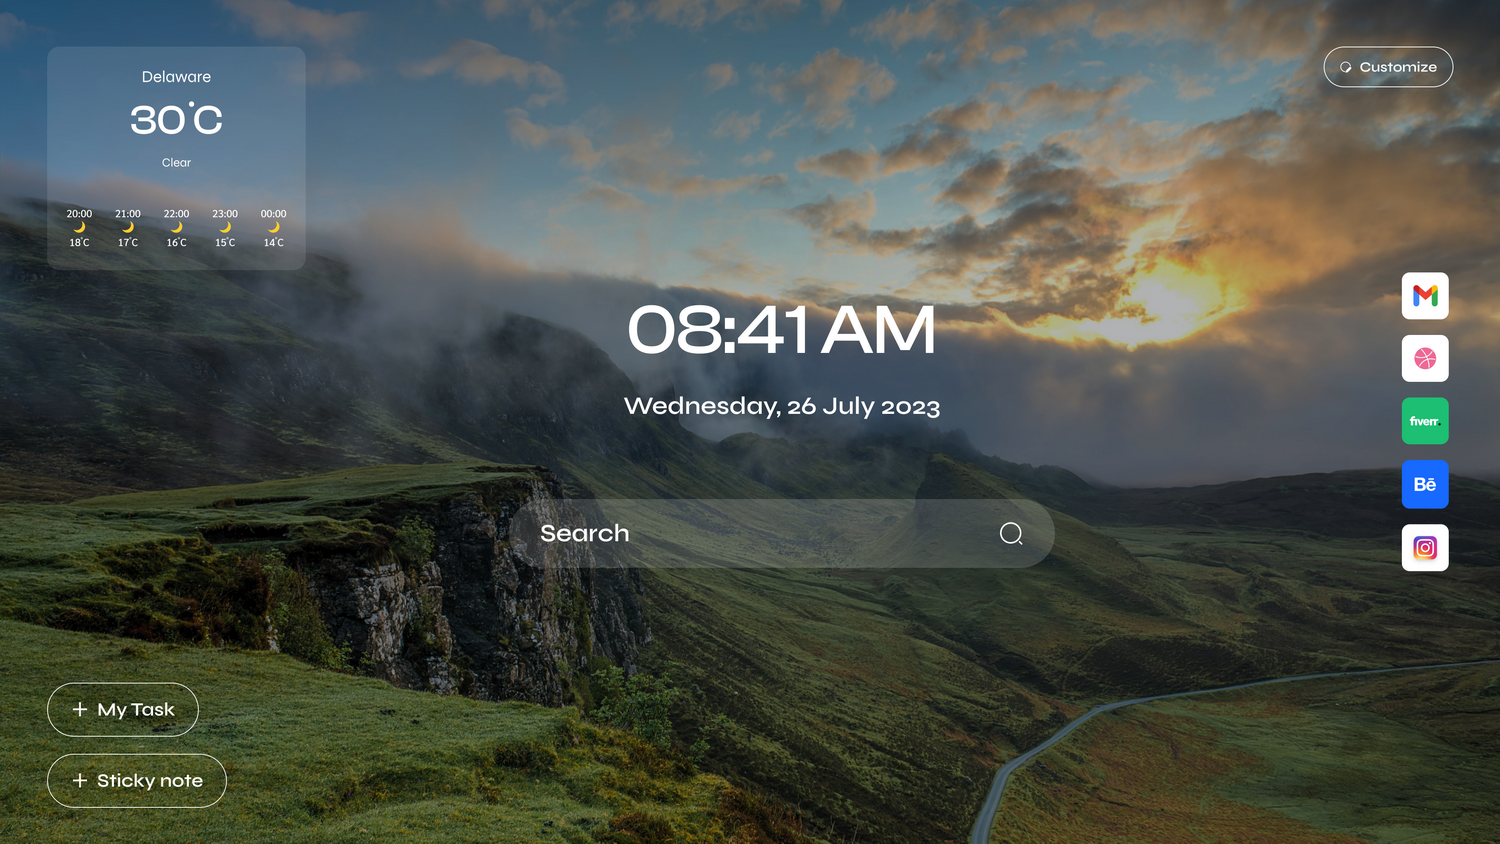 Delaware
30°C
Clear
20:00 21:00 22:00 23:00 00:00
18°C 17°C 16°C 15°C 14°C
Customize
08:41 AM
Wednesday, 26 July 2023
Search
fiverr.
Bē
+ My Task
+ Sticky note